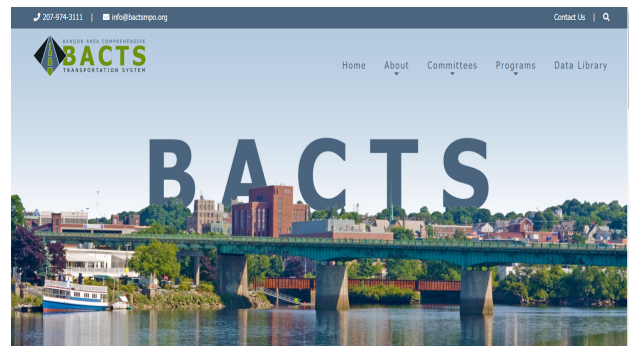 207-974-3111 | info@bactsmpo.org
Contact Us |
BANGOR AREA COMPREHENSIVE
BACTS
TRANSPORTATION SYSTEM
Home About Committees Programs Data Library
BACTS